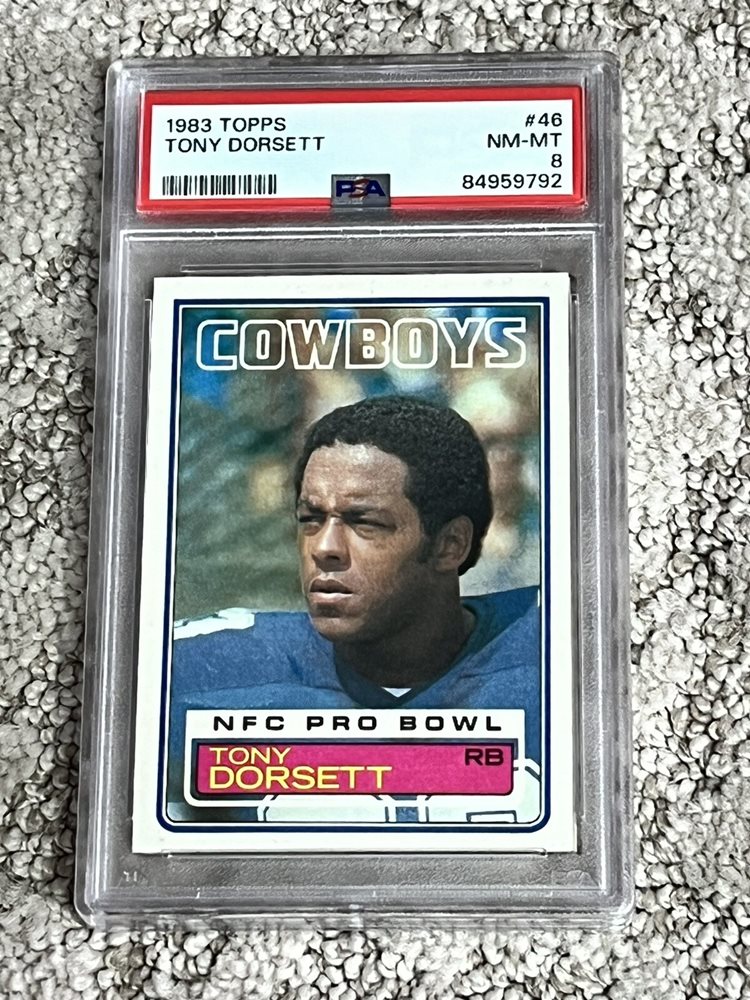 1983 TOPPS #46
TONY DORSETT NM-MT
8
PSA 84959792
COWBOYS
NFC PRO BOWL
TONY RB
DORSETT